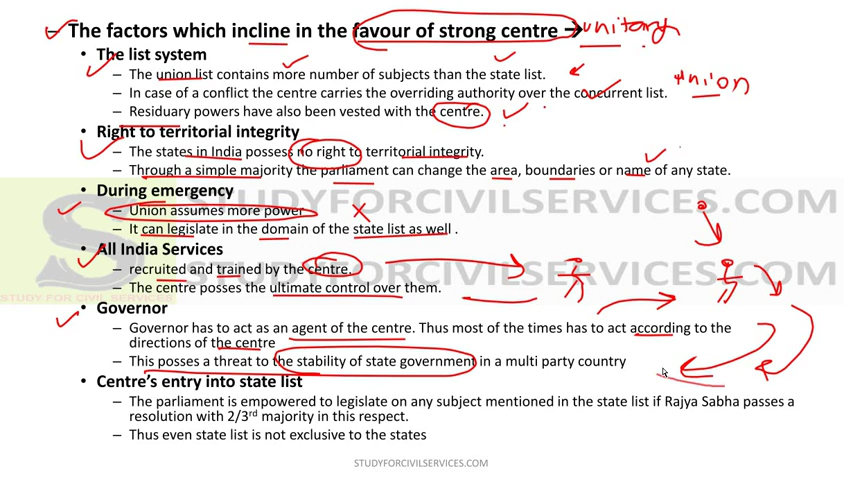 – The factors which incline in the favour of strong centre → unitary
• The list system
– The union list contains more number of subjects than the state list.
union
– In case of a conflict the centre carries the overriding authority over the concurrent list.
– Residuary powers have also been vested with the centre.
• Right to territorial integrity
– The states in India possess no right to territorial integrity.
– Through a simple majority the parliament can change the area, boundaries or name of any state.
• During emergency
– Union assumes more power
– It can legislate in the domain of the state list as well .
• All India Services
– recruited and trained by the centre.
– The centre posses the ultimate control over them.
• Governor
– Governor has to act as an agent of the centre. Thus most of the times has to act according to the
directions of the centre
– This posses a threat to the stability of state government in a multi party country
• Centre’s entry into state list
– The parliament is empowered to legislate on any subject mentioned in the state list if Rajya Sabha passes a
resolution with 2/3rd majority in this respect.
– Thus even state list is not exclusive to the states
STUDYFORCIVILSERVICES.COM
STUDYFORCIVILSERVICES.COM
STUDY FOR CIVIL SERVICES
STUDYFORCIVILSERVICES.COM